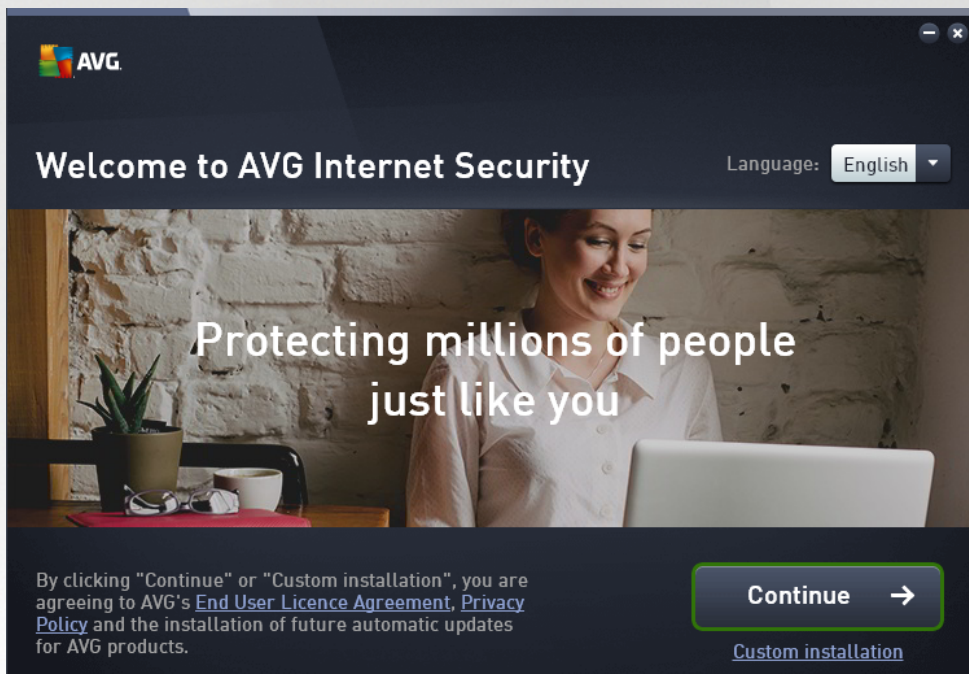 AVG.
Welcome to AVG Internet Security
Language: English
Protecting millions of people
just like you
By clicking "Continue" or "Custom installation", you are
agreeing to AVG's End User Licence Agreement, Privacy
Policy and the installation of future automatic updates
for AVG products.
Continue
Custom installation